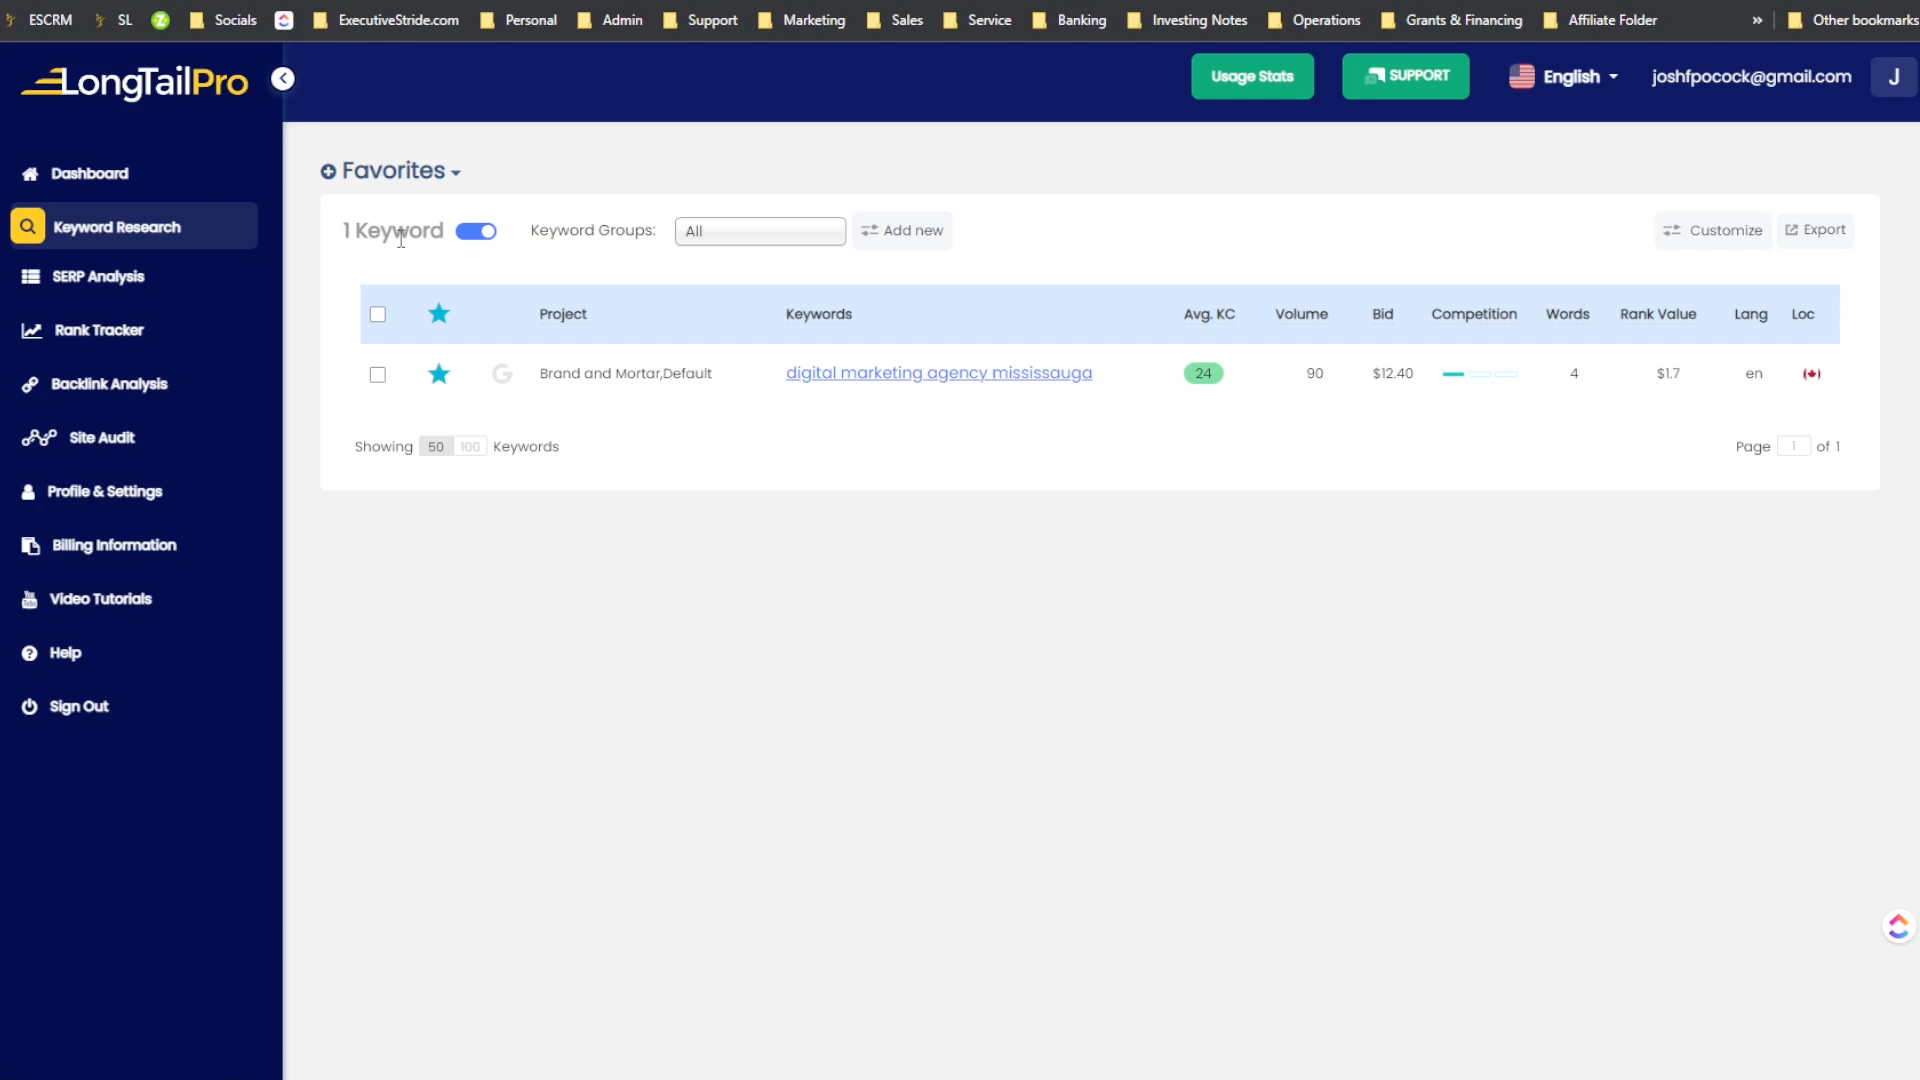 ESCRM SL Socials ExecutiveStride.com Personal Admin Support Marketing Sales Service Banking Investing Notes Operations Grants & Financing Affiliate Folder » Other bookmarks
LongTailPro
Usage Stats SUPPORT English joshfpocock@gmail.com J
Dashboard
Keyword Research
SERP Analysis
Rank Tracker
Backlink Analysis
Site Audit
Profile & Settings
Billing Information
Video Tutorials
Help
Sign Out
Favorites
1 Keyword Keyword Groups: All Add new Customize Export
Project Keywords Avg. KC Volume Bid Competition Words Rank Value Lang Loc
Brand and Mortar,Default digital marketing agency mississauga 24 90 $12.40 4 $1.7 en
Showing 50 100 Keywords Page 1 of 1